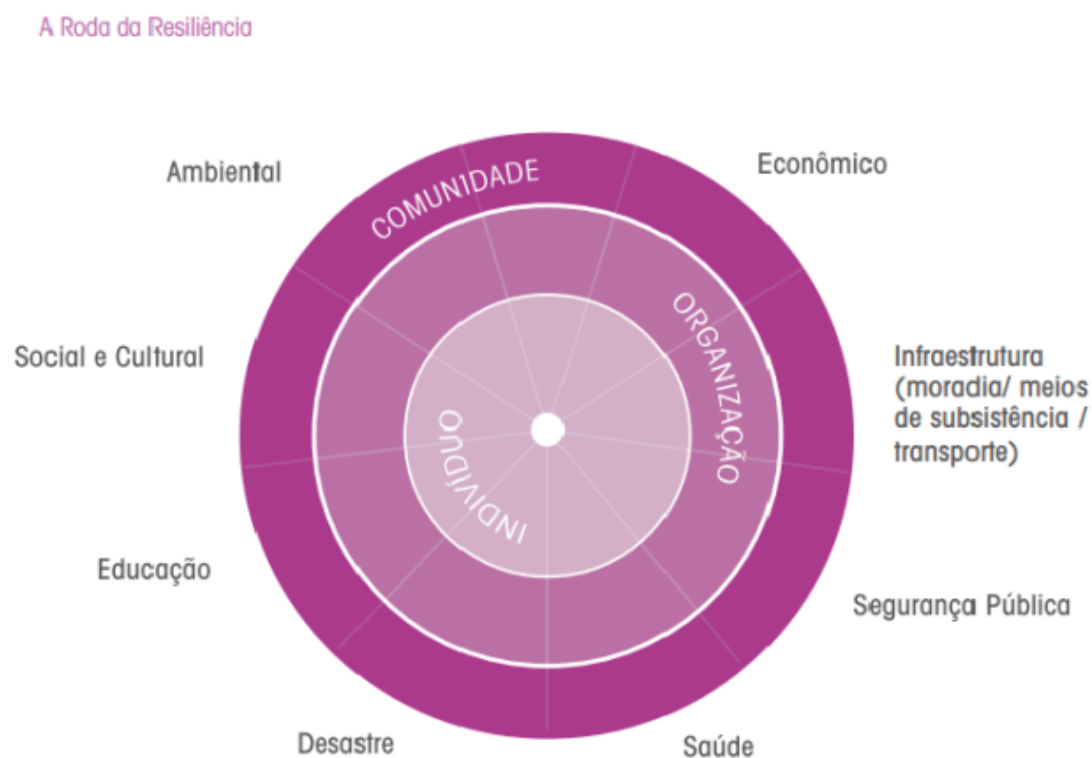 A Roda da Resiliência
Ambiental
Econômico
COMUNIDADE
ORGANIZAÇÃO
INDIVÍDUO
Social e Cultural
Infraestrutura
(moradia/ meios
de subsistência /
transporte)
Educação
Segurança Pública
Desastre
Saúde